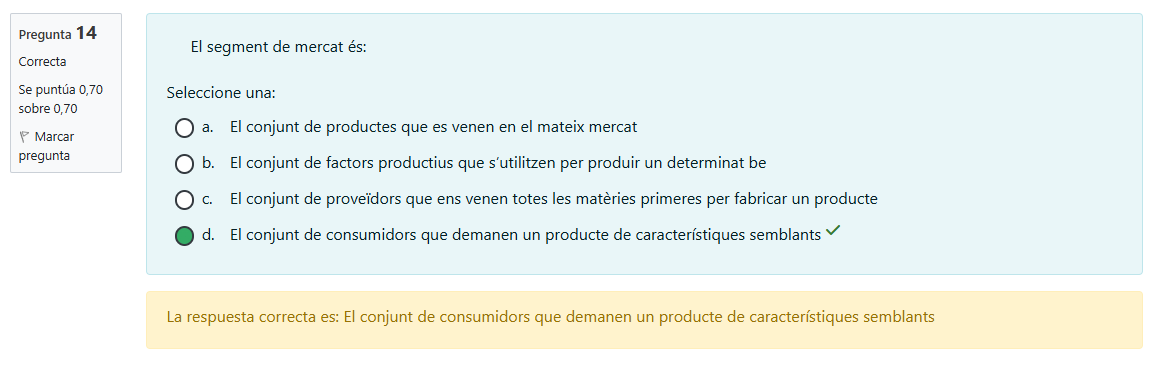 Pregunta 14
Correcta
Se puntúa 0,70
sobre 0,70
Marcar
pregunta
El segment de mercat és:
Seleccione una:
a. El conjunt de productes que es venen en el mateix mercat
b. El conjunt de factors productius que s’utilitzen per produir un determinat be
c. El conjunt de proveïdors que ens venen totes les matèries primeres per fabricar un producte
d. El conjunt de consumidors que demanen un producte de característiques semblants
La respuesta correcta es: El conjunt de consumidors que demanen un producte de característiques semblants